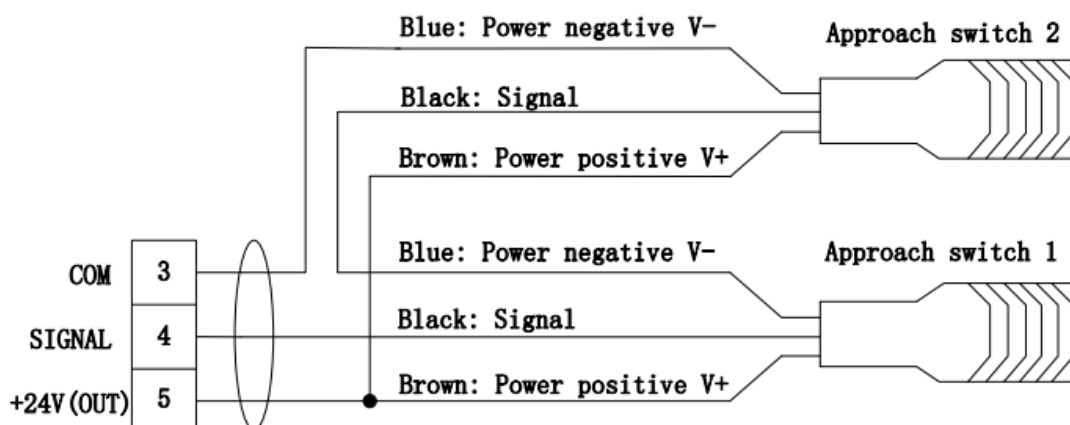 Blue: Power negative V-
Approach switch 2
Black: Signal
Brown: Power positive V+
Blue: Power negative V-
Approach switch 1
COM 3
Black: Signal
SIGNAL 4
Brown: Power positive V+
+24V(OUT) 5